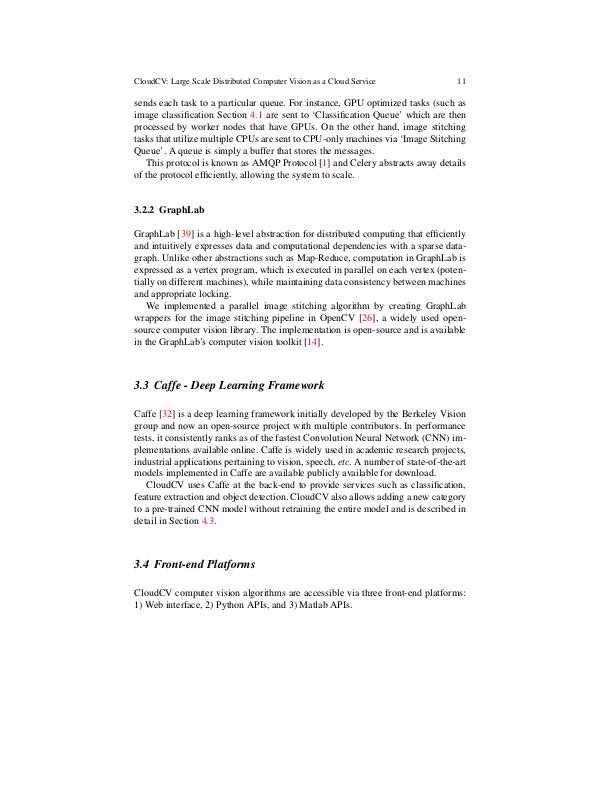 CloudCV: Large Scale Distributed Computer Vision as a Cloud Service 11
sends each task to a particular queue. For instance, GPU optimized tasks (such as
image classification Section 4.1 are sent to ‘Classification Queue’ which are then
processed by worker nodes that have GPUs. On the other hand, image stitching
tasks that utilize multiple CPUs are sent to CPU-only machines via ‘Image Stitching
Queue’. A queue is simply a buffer that stores the messages.
This protocol is known as AMQP Protocol [1] and Celery abstracts away details
of the protocol efficiently, allowing the system to scale.
3.2.2 GraphLab
GraphLab [39] is a high-level abstraction for distributed computing that efficiently
and intuitively expresses data and computational dependencies with a sparse data-
graph. Unlike other abstractions such as Map-Reduce, computation in GraphLab is
expressed as a vertex program, which is executed in parallel on each vertex (poten-
tially on different machines), while maintaining data consistency between machines
and appropriate locking.
We implemented a parallel image stitching algorithm by creating GraphLab
wrappers for the image stitching pipeline in OpenCV [26], a widely used open-
source computer vision library. The implementation is open-source and is available
in the GraphLab’s computer vision toolkit [14].
3.3 Caffe - Deep Learning Framework
Caffe [32] is a deep learning framework initially developed by the Berkeley Vision
group and now an open-source project with multiple contributors. In performance
tests, it consistently ranks as of the fastest Convolution Neural Network (CNN) im-
plementations available online. Caffe is widely used in academic research projects,
industrial applications pertaining to vision, speech, etc. A number of state-of-the-art
models implemented in Caffe are available publicly available for download.
CloudCV uses Caffe at the back-end to provide services such as classification,
feature extraction and object detection. CloudCV also allows adding a new category
to a pre-trained CNN model without retraining the entire model and is described in
detail in Section 4.3.
3.4 Front-end Platforms
CloudCV computer vision algorithms are accessible via three front-end platforms:
1) Web interface, 2) Python APIs, and 3) Matlab APIs.